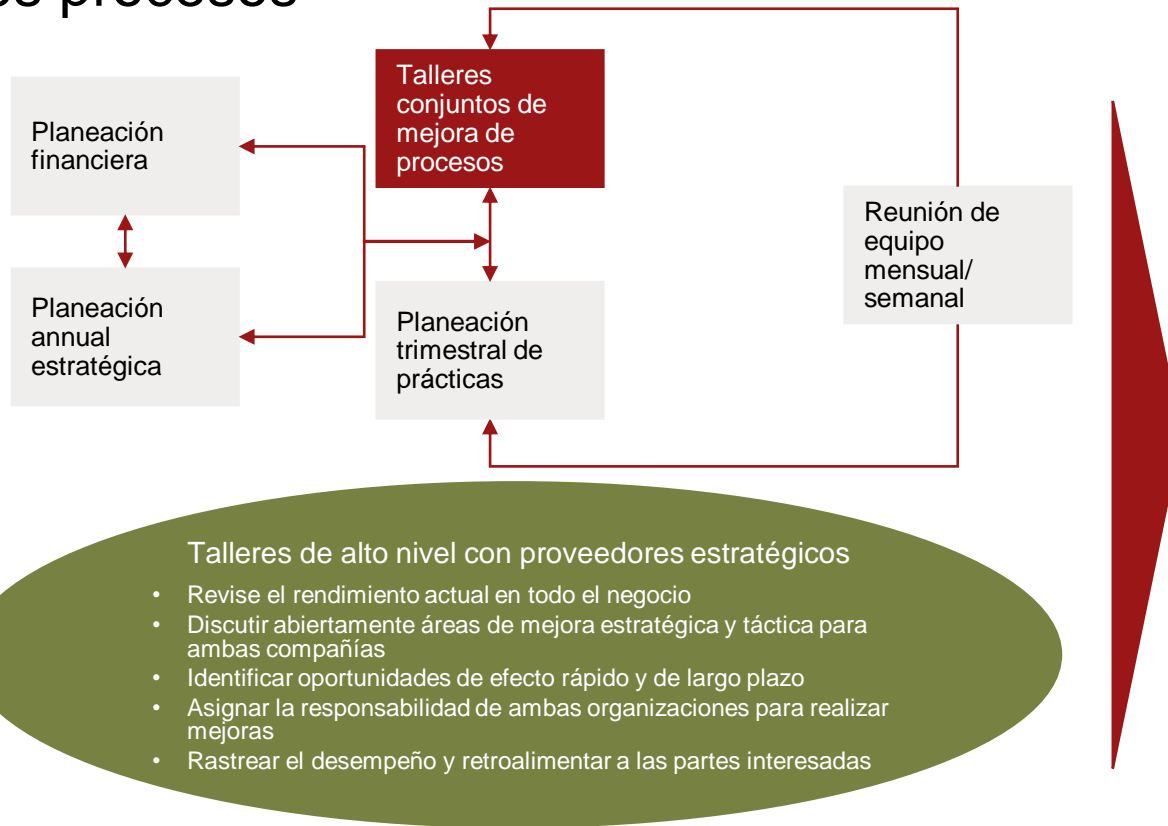 procesos
Talleres
conjuntos de
mejora de
procesos
Planeación
financiera
Reunión de
equipo
mensual/
semanal
Planeación
annual
estratégica
Planeación
trimestral de
prácticas
Talleres de alto nivel con proveedores estratégicos
• Revise el rendimiento actual en todo el negocio
• Discutir abiertamente áreas de mejora estratégica y táctica para
ambas compañías
• Identificar oportunidades de efecto rápido y de largo plazo
• Asignar la responsabilidad de ambas organizaciones para realizar
mejoras
• Rastrear el desempeño y retroalimentar a las partes interesadas